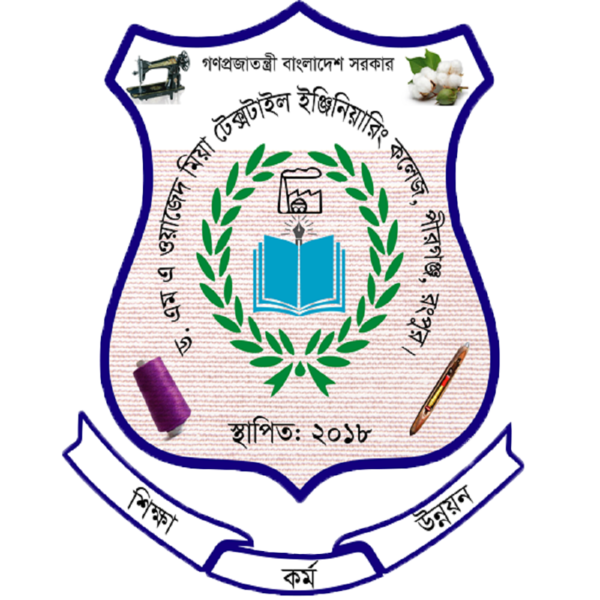 গণপ্রজাতন্ত্রী বাংলাদেশ সরকার
ড. এম এ ওয়াজেদ মিয়া টেক্সটাইল ইঞ্জিনিয়ারিং কলেজ, পীরগঞ্জ, রংপুর।
স্থাপিত: ২০১৮
শিক্ষা
কর্ম
উন্নয়ন